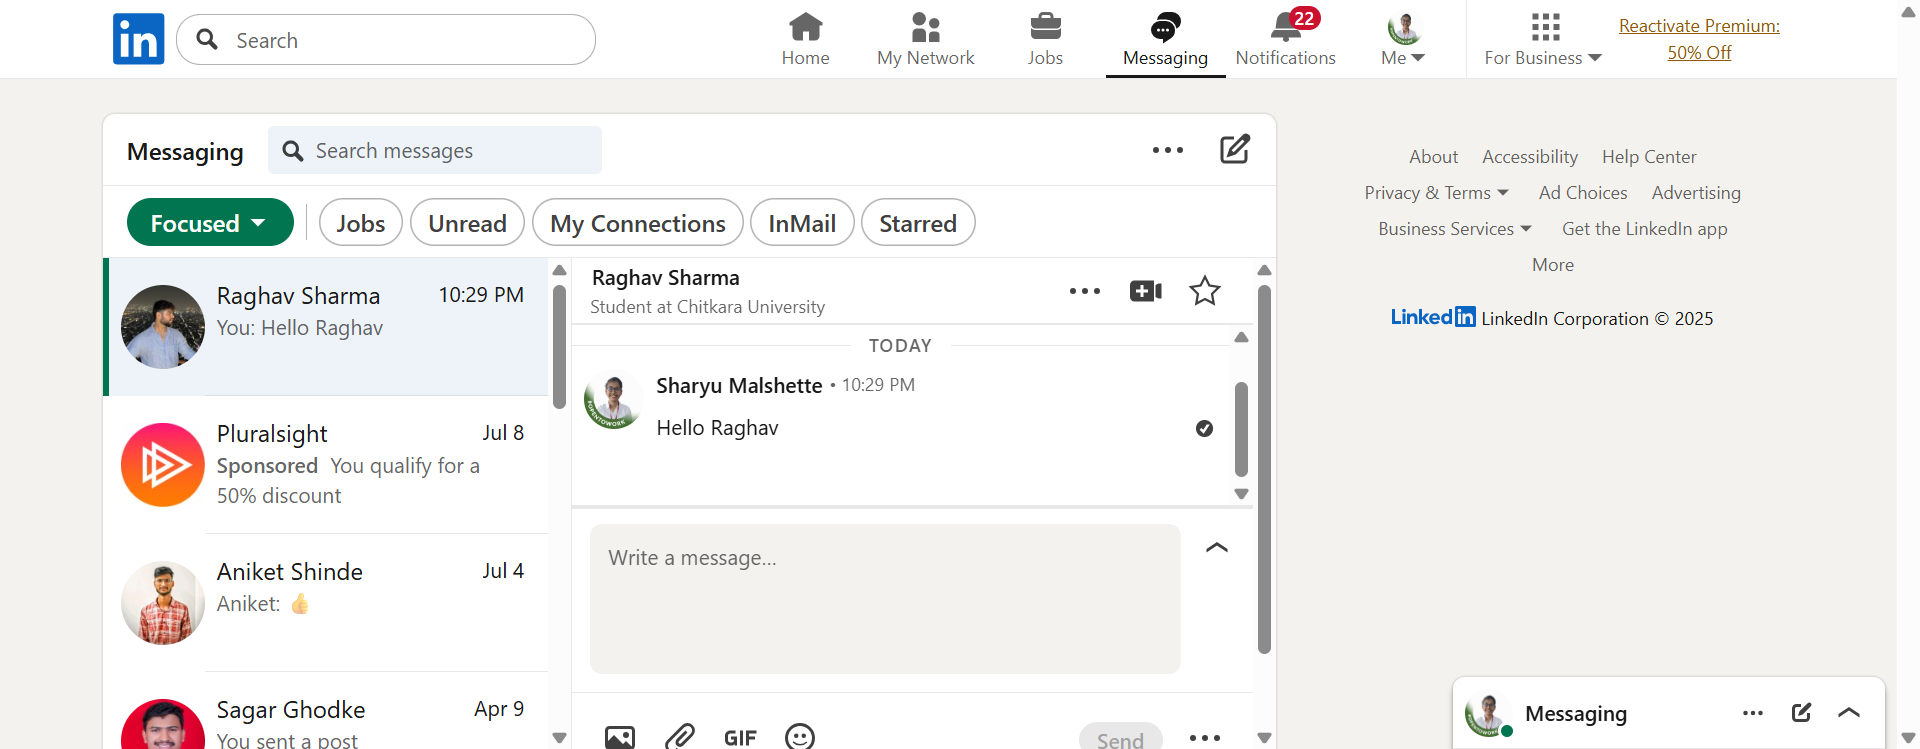 in
Search
Home
My Network
Jobs
Messaging
22
Notifications
Me
For Business
Reactivate Premium:
50% Off
Messaging
Search messages
Focused
Jobs
Unread
My Connections
InMail
Starred
Raghav Sharma
10:29 PM
You: Hello Raghav
Pluralsight
Jul 8
Sponsored You qualify for a
50% discount
Aniket Shinde
Jul 4
Aniket: 👍
Sagar Ghodke
Apr 9
You sent a post
Raghav Sharma
Student at Chitkara University
TODAY
Sharyu Malshette • 10:29 PM
#OPENTOWORK
Hello Raghav
Write a message...
GIF
Send
About Accessibility Help Center
Privacy & Terms Ad Choices Advertising
Business Services Get the LinkedIn app
More
LinkedIn LinkedIn Corporation © 2025
Messaging